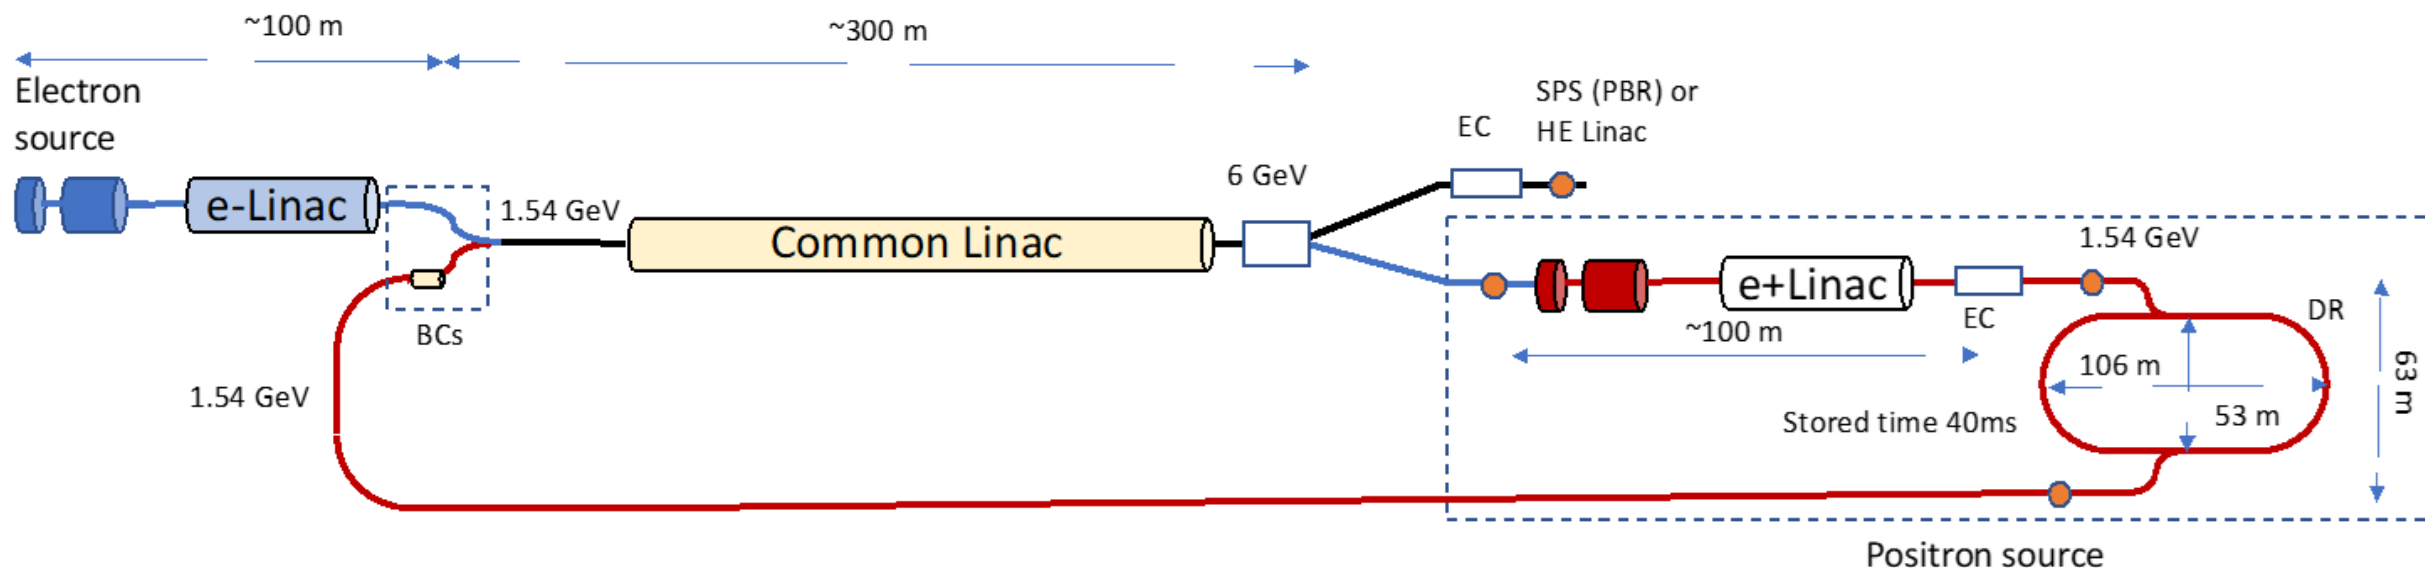 ~100 m
~300 m
Electron
source
SPS (PBR) or
HE Linac
EC
6 GeV
e-Linac
1.54 GeV
Common Linac
1.54 GeV
e+Linac
DR
EC
BCs
~100 m
106 m
63 m
1.54 GeV
53 m
Stored time 40ms
Positron source